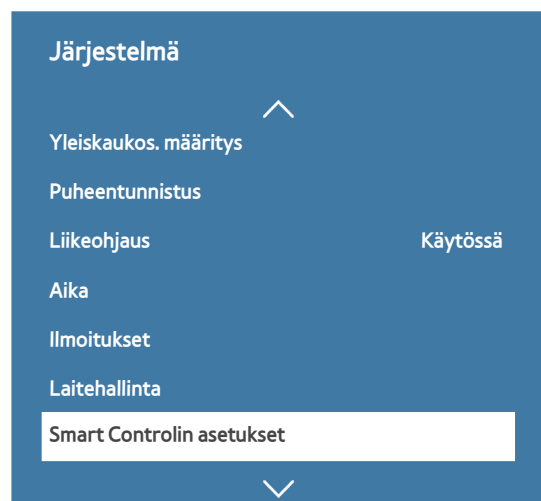 Järjestelmä
Yleiskaukos. määritys
Puheentunnistus
Liikeohjaus Käytössä
Aika
Ilmoitukset
Laitehallinta
Smart Controlin asetukset